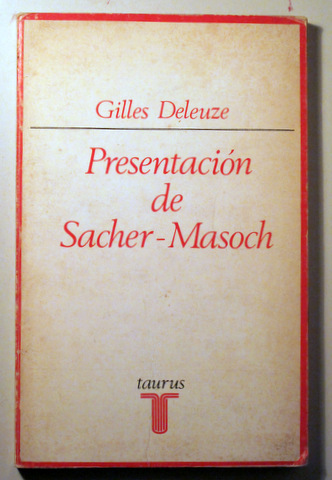 Gilles Deleuze
Presentación
de
Sacher-Masoch
taurus